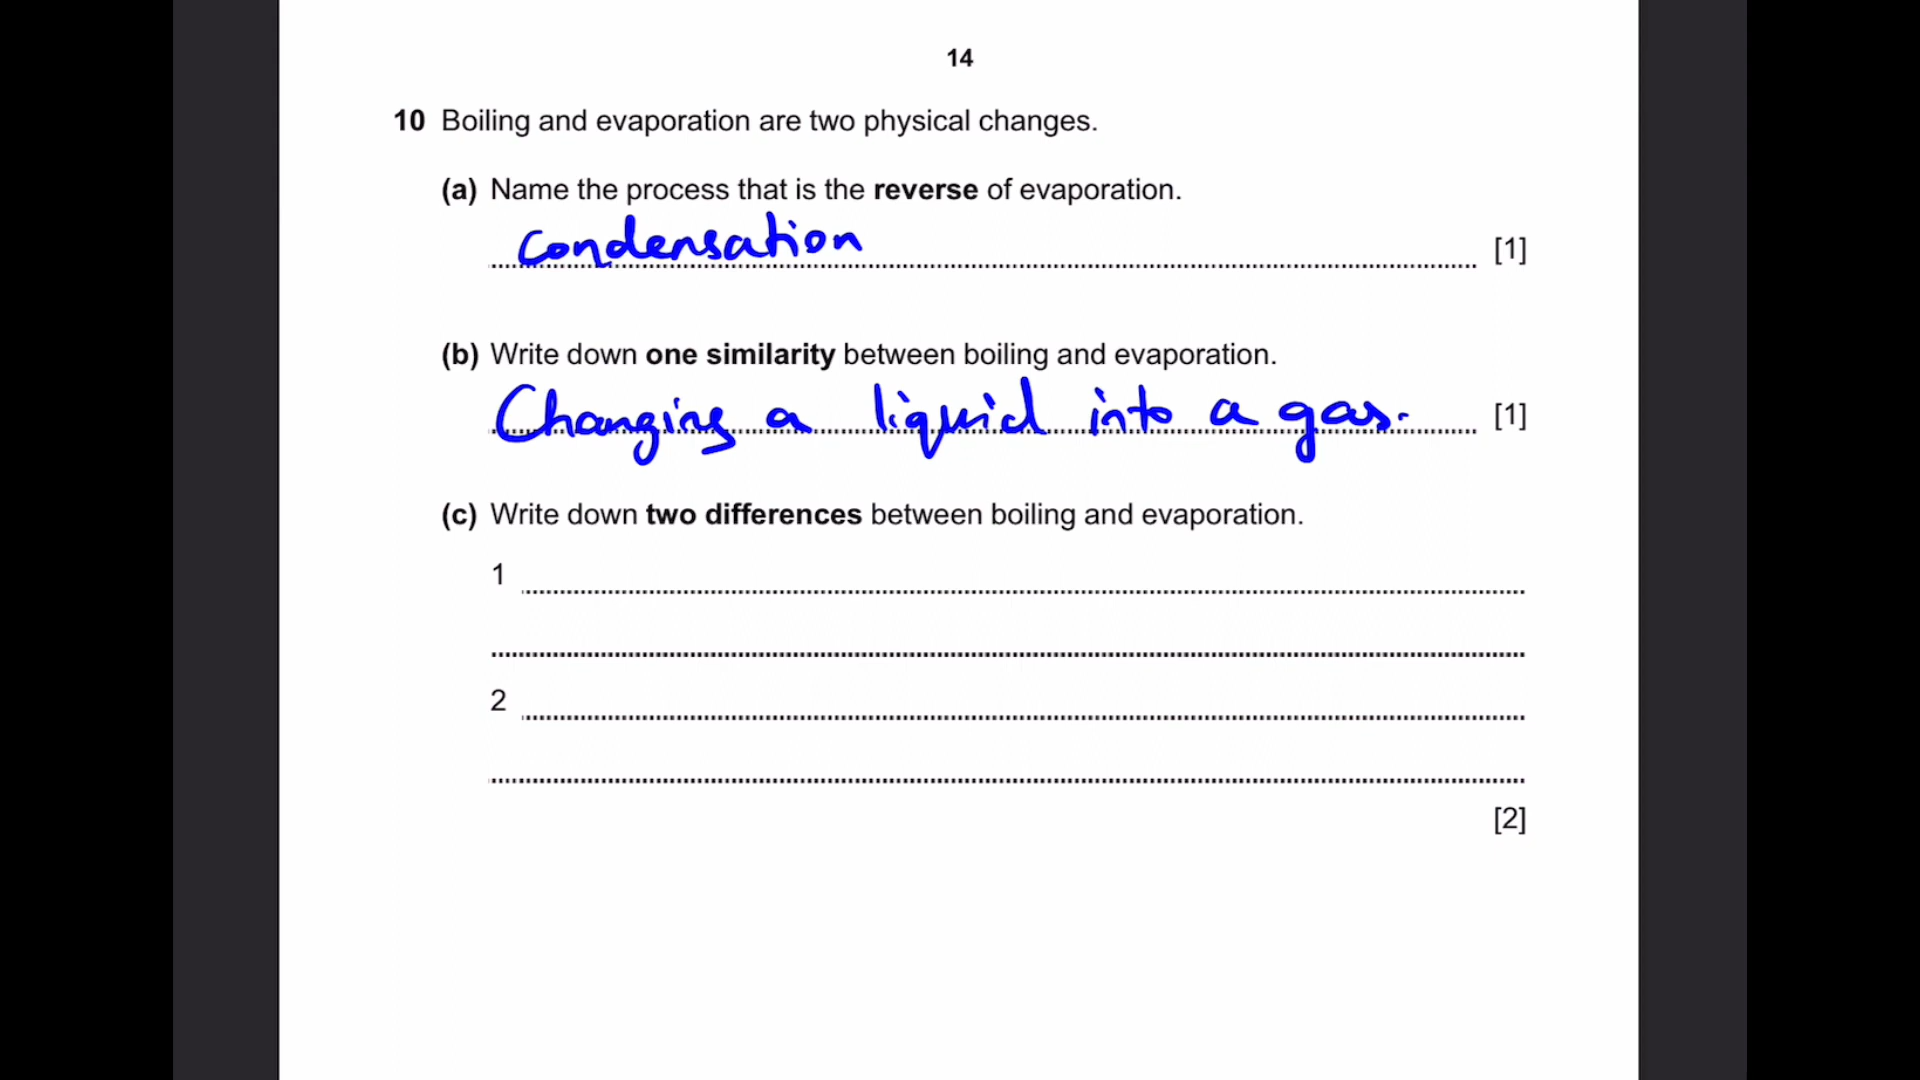 14
10 Boiling and evaporation are two physical changes.
(a) Name the process that is the reverse of evaporation.
Condensation [1]
(b) Write down one similarity between boiling and evaporation.
Changing a liquid into a gas. [1]
(c) Write down two differences between boiling and evaporation.
1
2
[2]